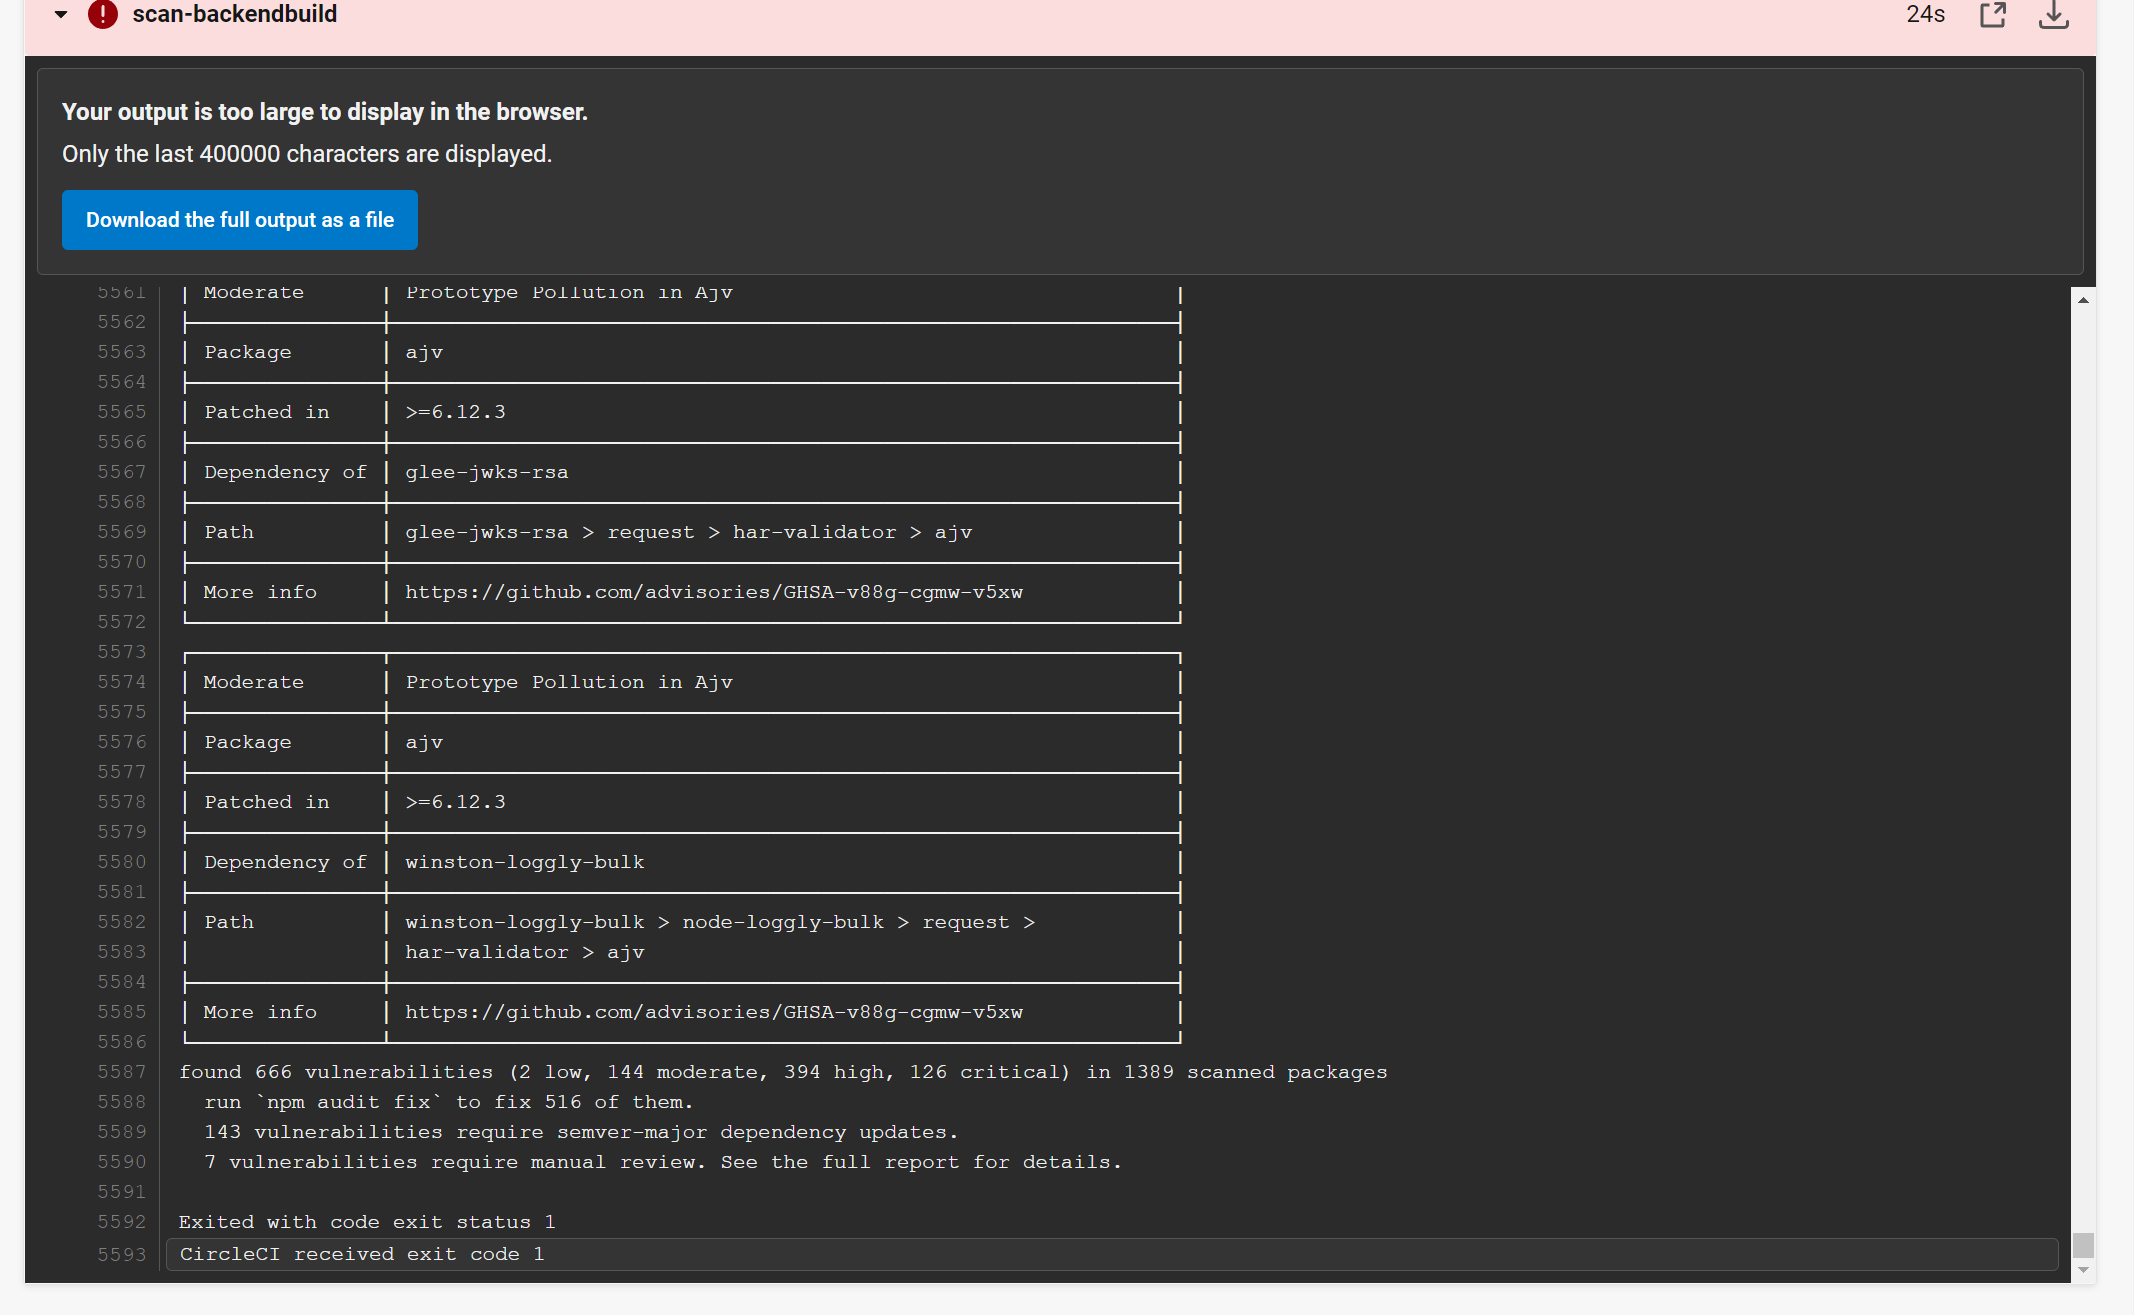 scan-backendbuild 24s
Your output is too large to display in the browser.
Only the last 400000 characters are displayed.
Download the full output as a file
5561 │ Moderate │ Prototype Pollution in Ajv │
5562
5563 │ Package │ ajv │
5564
5565 │ Patched in │ >=6.12.3 │
5566
5567 │ Dependency of │ glee-jwks-rsa │
5568
5569 │ Path │ glee-jwks-rsa > request > har-validator > ajv │
5570
5571 │ More info │ https://github.com/advisories/GHSA-v88g-cgmw-v5xw │
5572
5573
5574 │ Moderate │ Prototype Pollution in Ajv │
5575
5576 │ Package │ ajv │
5577
5578 │ Patched in │ >=6.12.3 │
5579
5580 │ Dependency of │ winston-loggly-bulk │
5581
5582 │ Path │ winston-loggly-bulk > node-loggly-bulk > request > │
5583 │ │ har-validator > ajv │
5584
5585 │ More info │ https://github.com/advisories/GHSA-v88g-cgmw-v5xw │
5586
5587 found 666 vulnerabilities (2 low, 144 moderate, 394 high, 126 critical) in 1389 scanned packages
5588 run `npm audit fix` to fix 516 of them.
5589 143 vulnerabilities require semver-major dependency updates.
5590 7 vulnerabilities require manual review. See the full report for details.
5591
5592 Exited with code exit status 1
5593 CircleCI received exit code 1